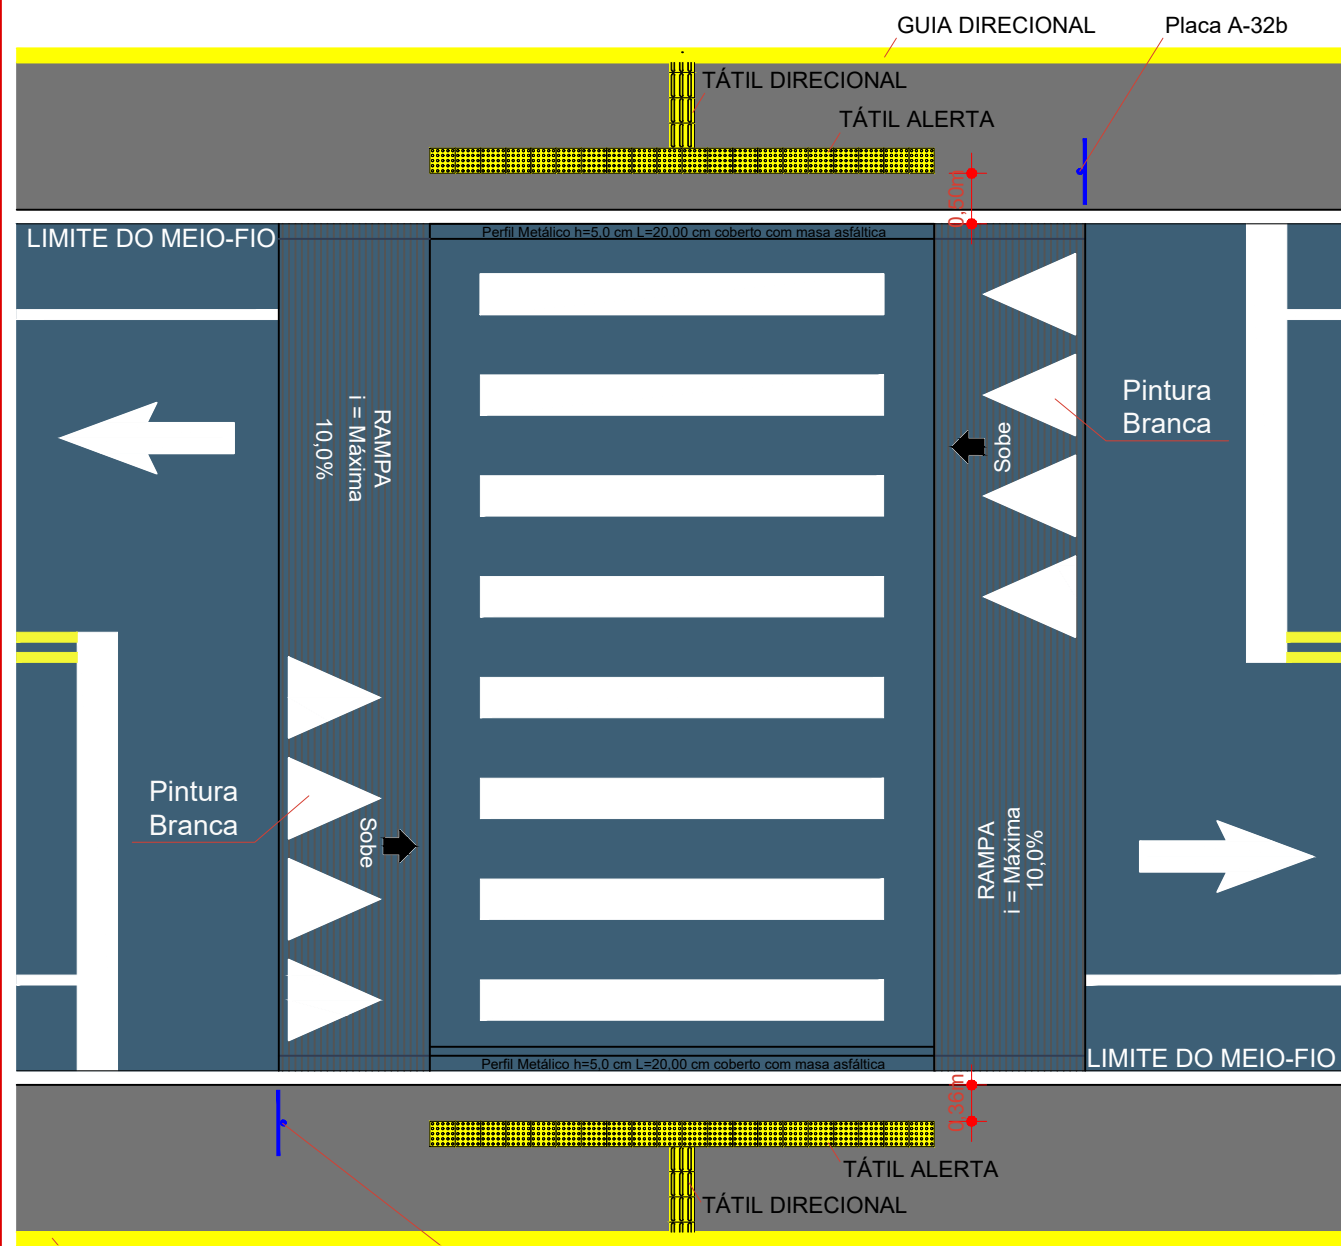 GUIA DIRECIONAL
Placa A-32b
TÁTIL DIRECIONAL
TÁTIL ALERTA
0,50m
LIMITE DO MEIO-FIO
Perfil Metálico h=5,0 cm L=20,00 cm coberto com masa asfáltica
RAMPA
i = Máxima
10,0%
Sobe
Pintura
Branca
Pintura
Branca
Sobe
RAMPA
i = Máxima
10,0%
Perfil Metálico h=5,0 cm L=20,00 cm coberto com masa asfáltica
LIMITE DO MEIO-FIO
0,36m
TÁTIL ALERTA
TÁTIL DIRECIONAL